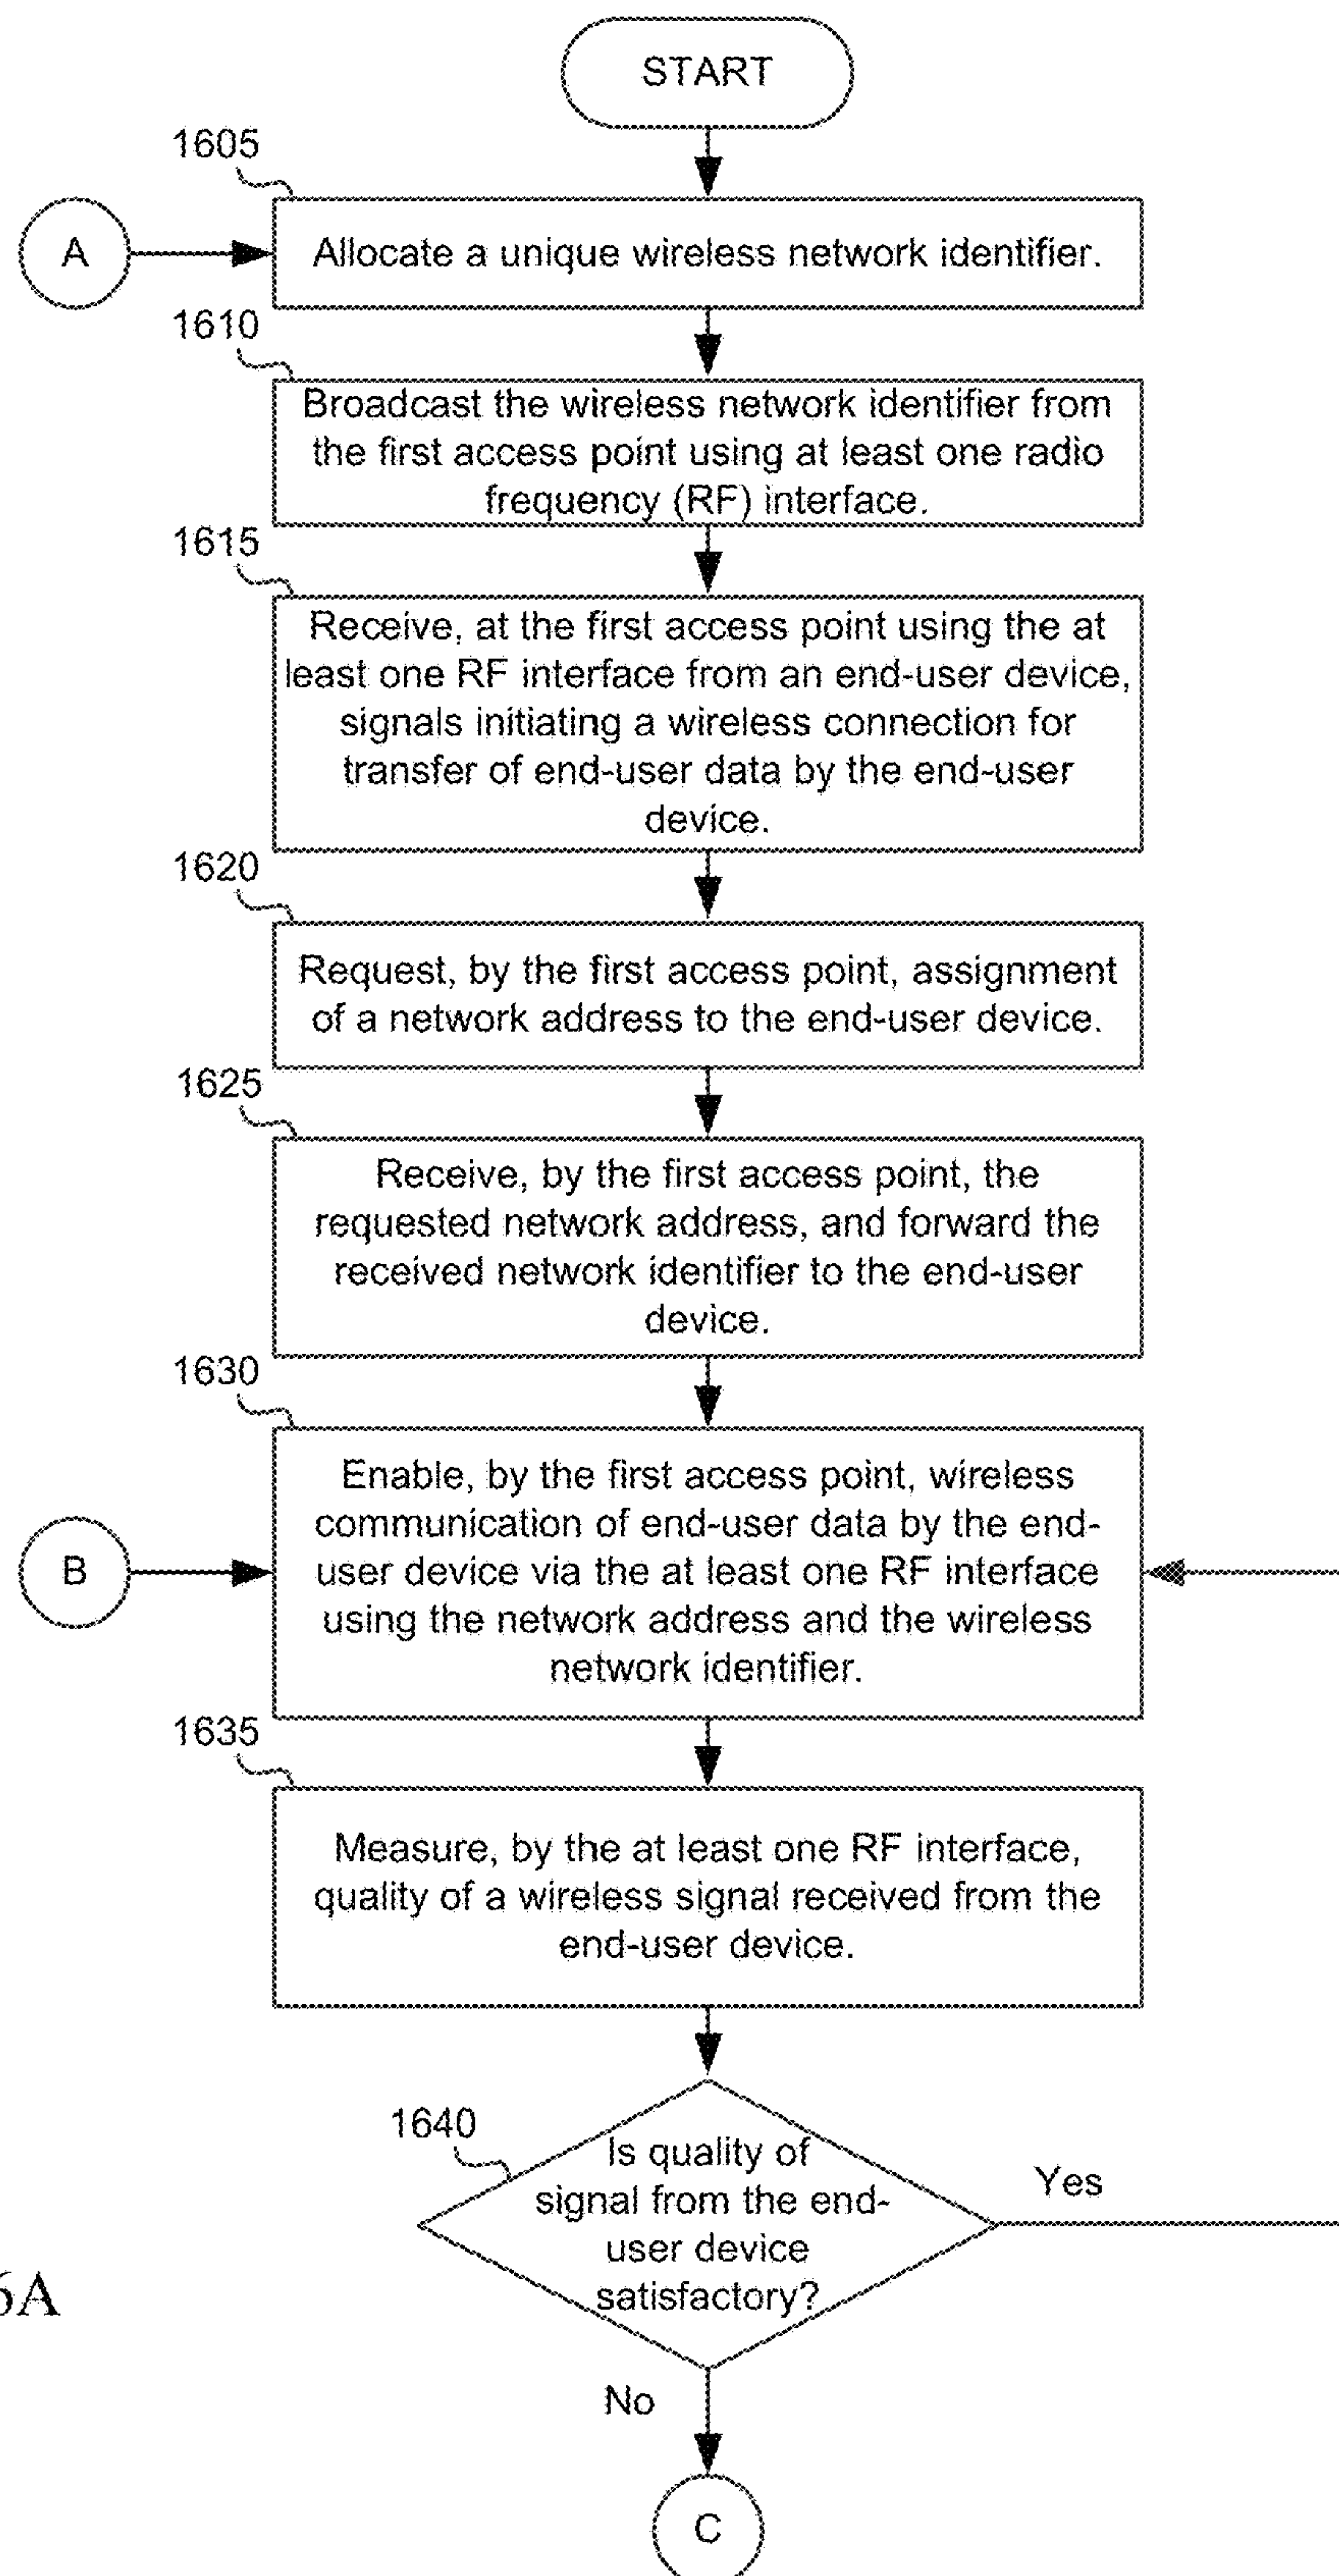 START
1605
A
Allocate a unique wireless network identifier.
1610
Broadcast the wireless network identifier from
the first access point using at least one radio
frequency (RF) interface.
1615
Receive, at the first access point using the at
least one RF interface from an end-user device,
signals initiating a wireless connection for
transfer of end-user data by the end-user
device.
1620
Request, by the first access point, assignment
of a network address to the end-user device.
1625
Receive, by the first access point, the
requested network address, and forward the
received network identifier to the end-user
device.
1630
B
Enable, by the first access point, wireless
communication of end-user data by the end-
user device via the at least one RF interface
using the network address and the wireless
network identifier.
1635
Measure, by the at least one RF interface,
quality of a wireless signal received from the
end-user device.
1640
Is quality of
signal from the end-
user device
satisfactory?
Yes
6A
No
C